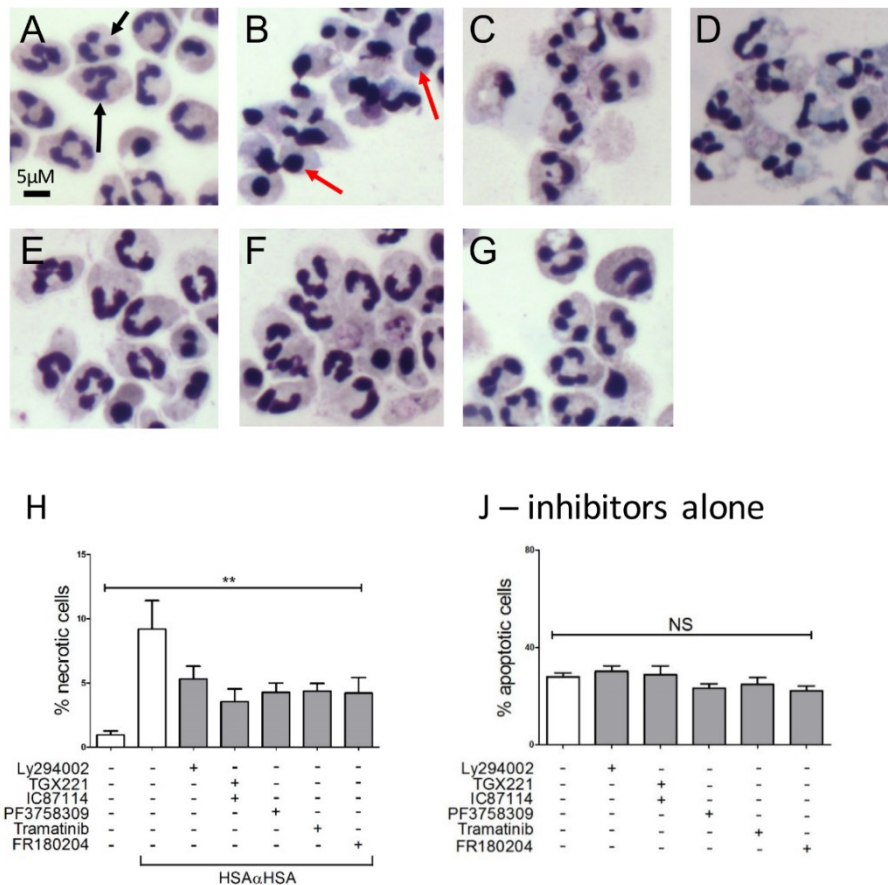 A
B
C
D
5µM
E
F
G
H
J – inhibitors alone
15
10
5
0
% necrotic cells
**
Ly294002 - - + - - - -
TGX221 - - - + - - -
IC87114 - - - + - - -
PF3758309 - - - - + - -
Tramatinib - - - - - + -
FR180204 - - - - - - +
HSAαHSA
80
40
0
% apoptotic cells
NS
Ly294002 - + - - - -
TGX221 - - + - - -
IC87114 - - + - - -
PF3758309 - - - + - -
Tramatinib - - - - + -
FR180204 - - - - - +